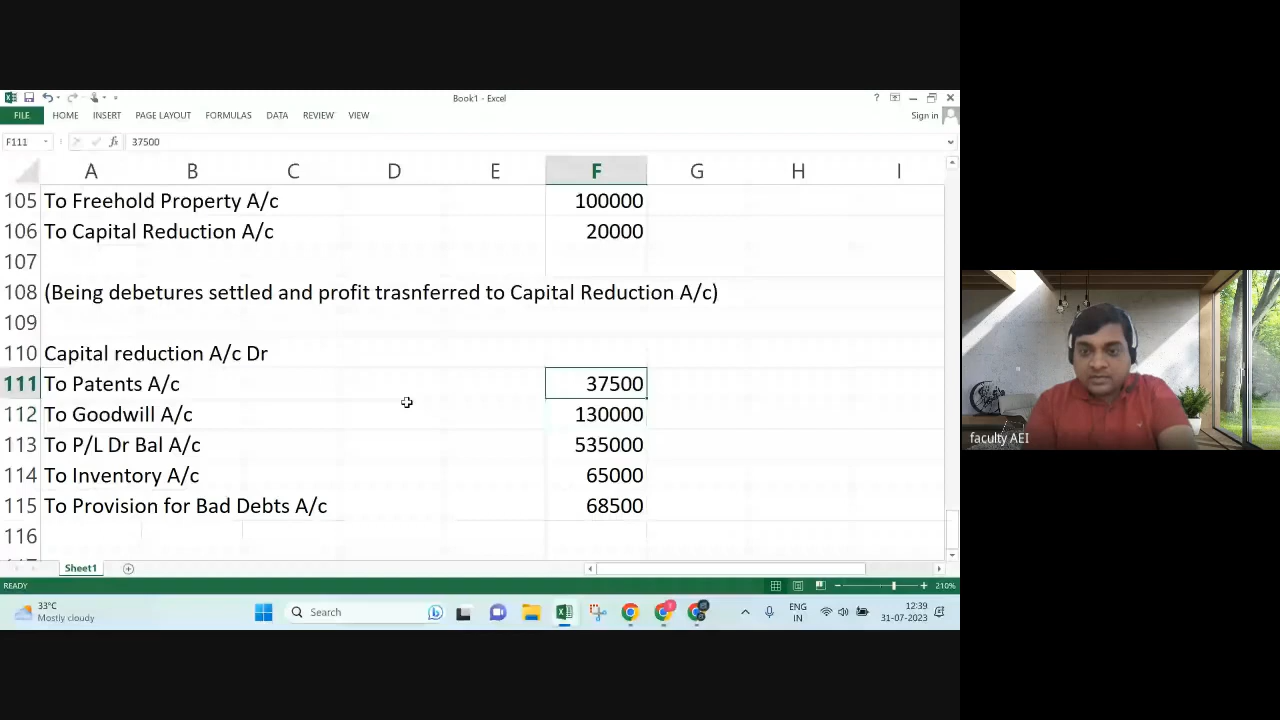 Book1 - Excel
?
FILE HOME INSERT PAGE LAYOUT FORMULAS DATA REVIEW VIEW Sign in
F111 fx 37500
A B C D E F G H I
105 To Freehold Property A/c 100000
106 To Capital Reduction A/c 20000
107
108 (Being debetures settled and profit trasnferred to Capital Reduction A/c)
109
110 Capital reduction A/c Dr
111 To Patents A/c 37500
112 To Goodwill A/c 130000
113 To P/L Dr Bal A/c 535000
114 To Inventory A/c 65000
115 To Provision for Bad Debts A/c 68500
116
Sheet1
READY 210%
33°C
Mostly cloudy
Search
ENG
IN
12:39
31-07-2023
faculty AEI